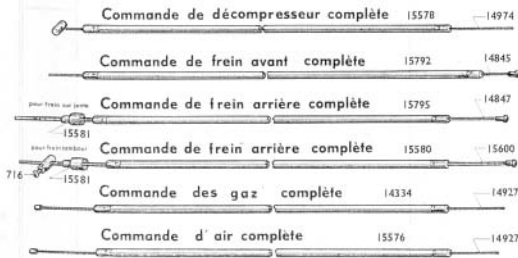 Commande de décompresseur complète 15578 14974
Commande de frein avant complète 15792 14845
pour frein sur jante Commande de frein arrière complète 15795 14847
15581
pour frein tambour Commande de frein arrière complète 15580 15600
716 15581
Commande des gaz complète 14334 14927
Commande d'air complète 15576 14927